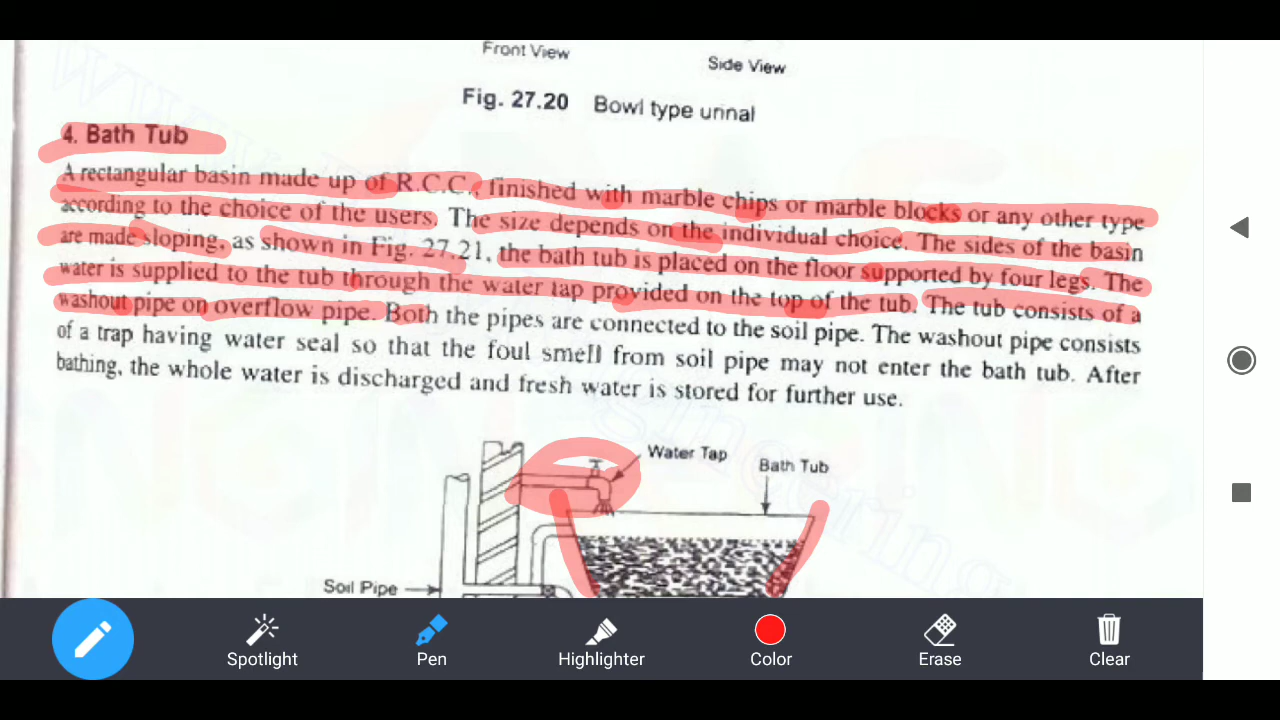 Front View
Side View
Fig. 27.20 Bowl type urinal
4. Bath Tub
A rectangular basin made up of R.C.C., finished with marble chips or marble blocks or any other type
according to the choice of the users. The size depends on the individual choice. The sides of the basin
are made sloping, as shown in Fig. 27.21, the bath tub is placed on the floor supported by four legs. The
water is supplied to the tub through the water tap provided on the top of the tub. The tub consists of a
washout pipe on overflow pipe. Both the pipes are connected to the soil pipe. The washout pipe consists
of a trap having water seal so that the foul smell from soil pipe may not enter the bath tub. After
bathing, the whole water is discharged and fresh water is stored for further use.
Water Tap
Bath Tub
Soil Pipe
Spotlight
Pen
Highlighter
Color
Erase
Clear